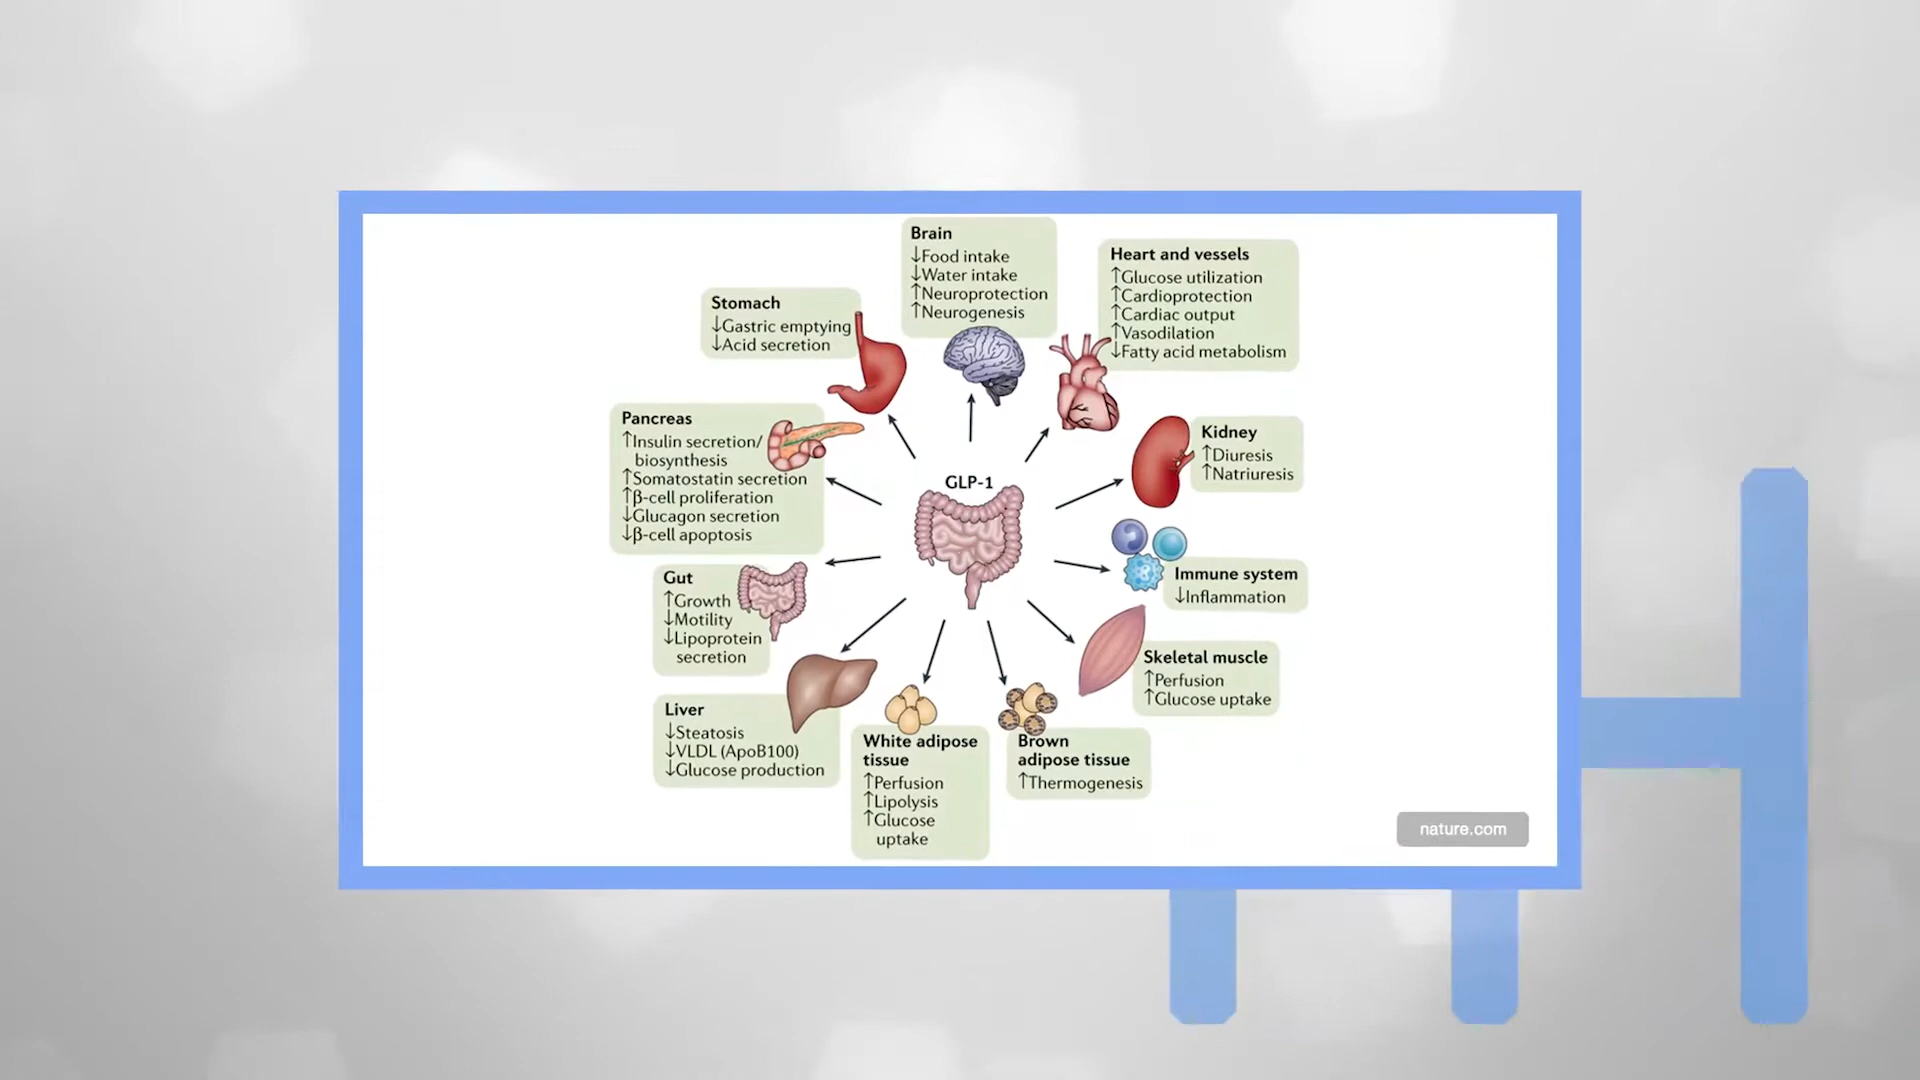 Brain
↓Food intake
↓Water intake
↑Neuroprotection
↑Neurogenesis
Heart and vessels
↑Glucose utilization
↑Cardioprotection
↑Cardiac output
↑Vasodilation
↓Fatty acid metabolism
Stomach
↓Gastric emptying
↓Acid secretion
Pancreas
↑Insulin secretion/
biosynthesis
↑Somatostatin secretion
↑β-cell proliferation
↓Glucagon secretion
↓β-cell apoptosis
Kidney
↑Diuresis
↑Natriuresis
GLP-1
Gut
↑Growth
↓Motility
↓Lipoprotein
secretion
Immune system
↓Inflammation
Skeletal muscle
↑Perfusion
↑Glucose uptake
Liver
↓Steatosis
↓VLDL (ApoB100)
↓Glucose production
White adipose
tissue
↑Perfusion
↑Lipolysis
↑Glucose
uptake
Brown
adipose tissue
↑Thermogenesis
nature.com